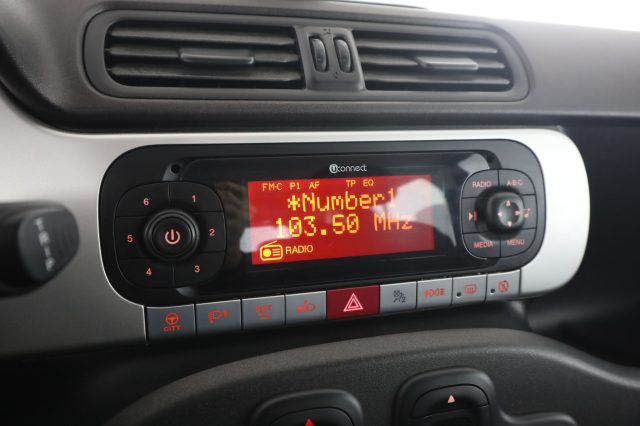 uconnect
FM-C P1 AF TP EQ
*Number1
103.50 MHz
RADIO
6 1
5 2
4 3
RADIO A-B-C
MEDIA MENU
CITY